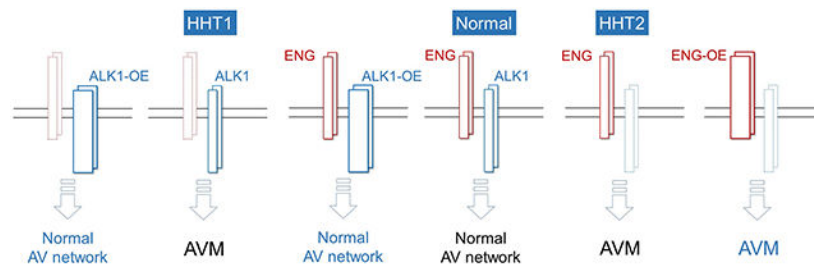 HHT1
Normal
HHT2
ALK1-OE
ALK1
ENG
ALK1-OE
ENG
ALK1
ENG
ENG-OE
Normal
AV network
AVM
Normal
AV network
Normal
AV network
AVM
AVM